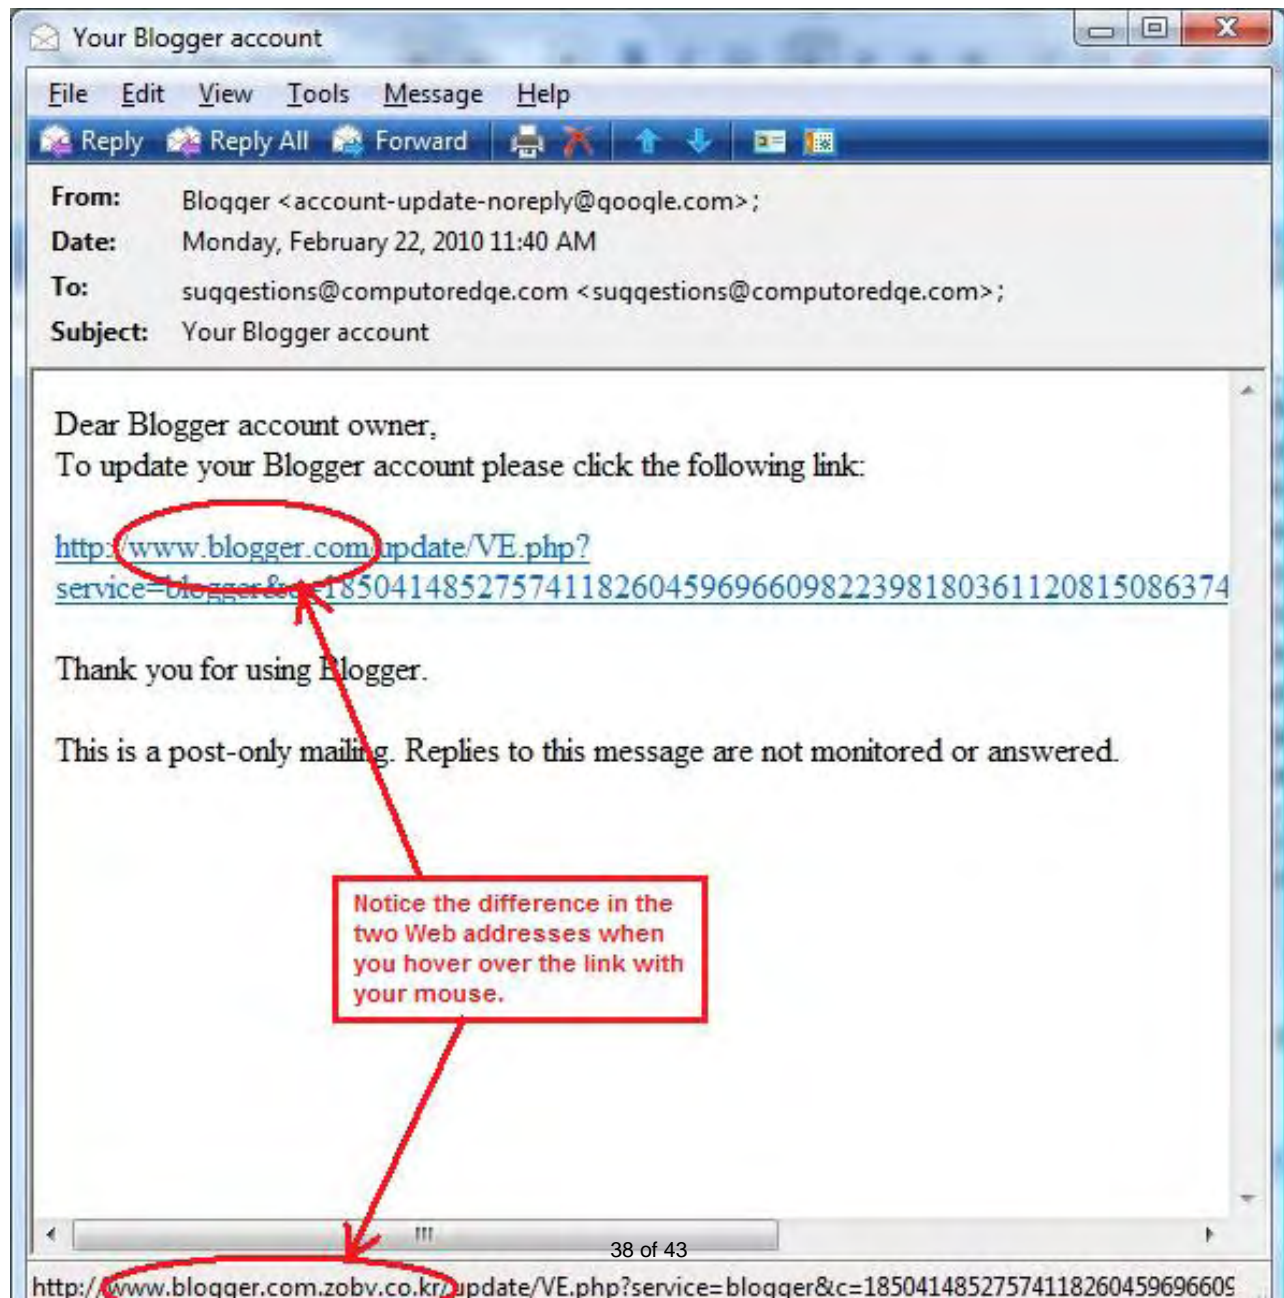 Your Blogger account
File Edit View Tools Message Help
Reply Reply All Forward
From: Blogger <account-update-noreply@google.com>;
Date: Monday, February 22, 2010 11:40 AM
To: suggestions@computoredge.com <suggestions@computoredge.com>;
Subject: Your Blogger account
Dear Blogger account owner,
To update your Blogger account please click the following link:
http://www.blogger.com/update/VE.php?
service=blogger&c=1850414852757411826045969660982239818036112081508637 4
Thank you for using Blogger.
This is a post-only mailing. Replies to this message are not monitored or answered.
Notice the difference in the
two Web addresses when
you hover over the link with
your mouse.
38 of 43
http://www.blogger.com.zobv.co.kr/update/VE.php?service=blogger&c=18504148527574118260459696609